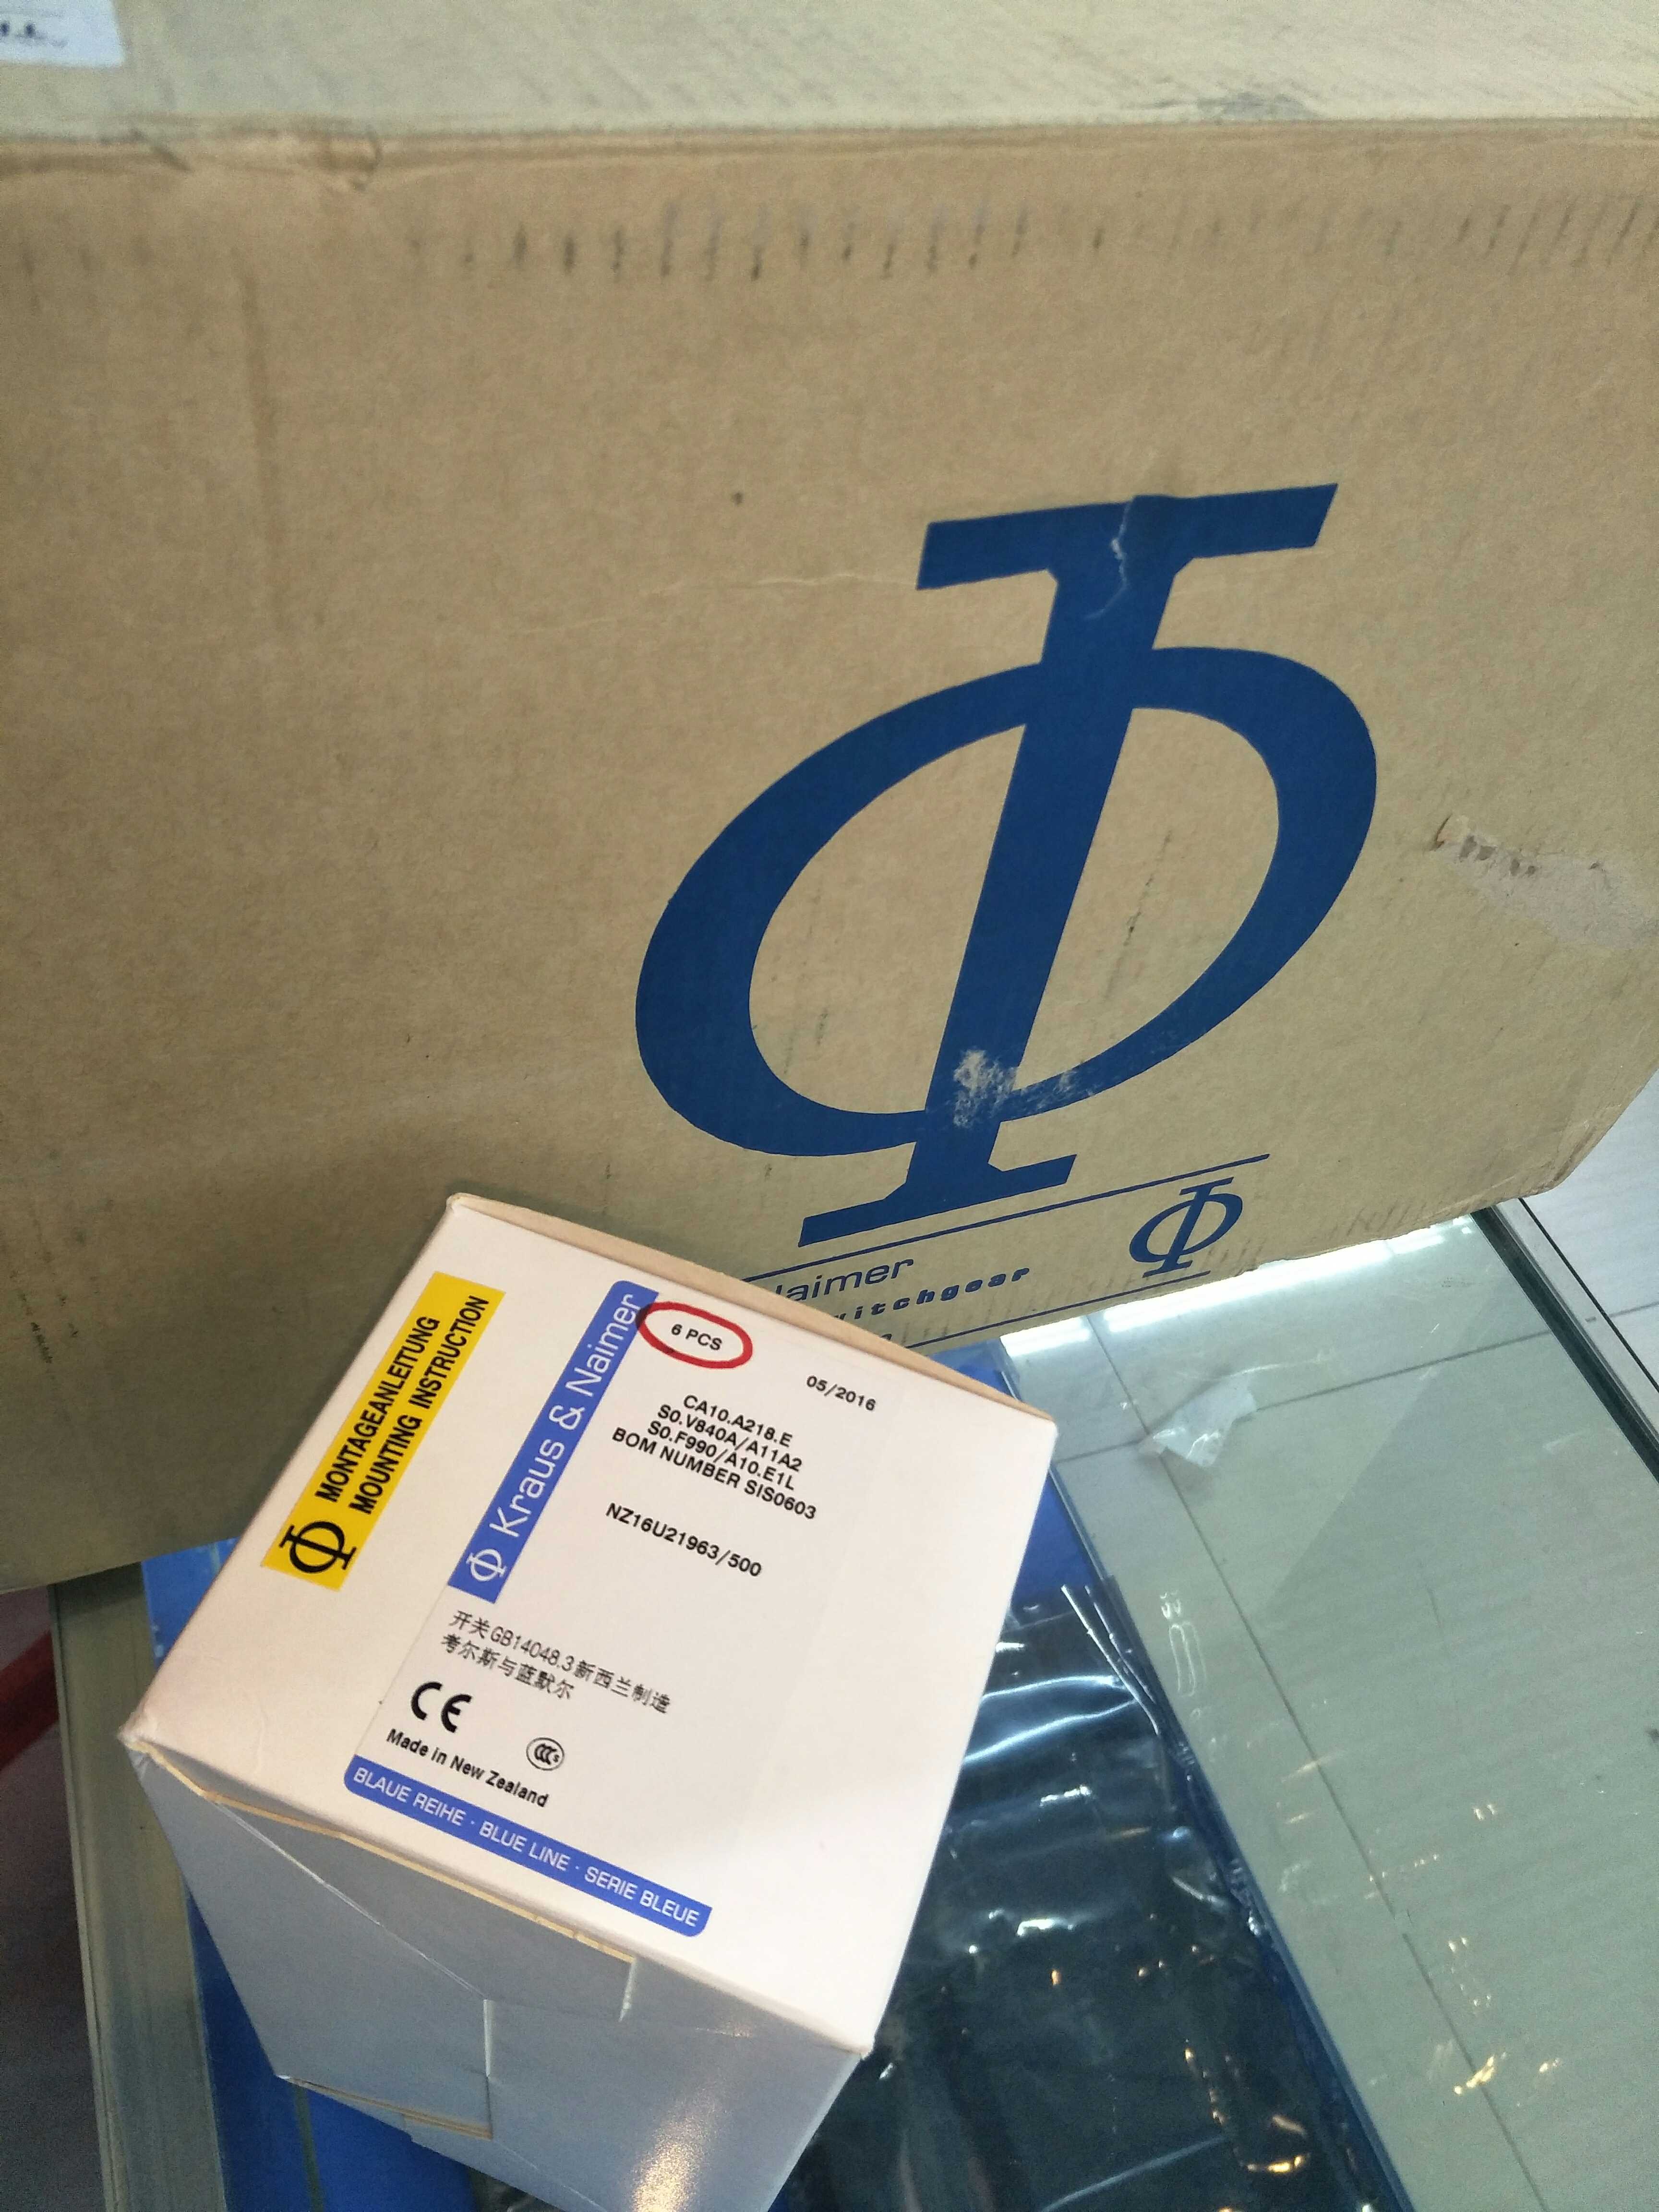 Φ
Naimer
Switchgear
Φ
MONTAGEANLEITUNG
MOUNTING INSTRUCTION
Φ
Φ Kraus & Naimer
6 PCS
05/2016
CA10.A218.E
S0.V840A/A11A2
S0.F990/A10.E1L
BOM NUMBER SIS0603
NZ16U21963/500
开关GB14048.3新西兰制造
考尔斯与蓝默尔
CE
CCC S
Made in New Zealand
BLAUE REIHE · BLUE LINE · SERIE BLEUE